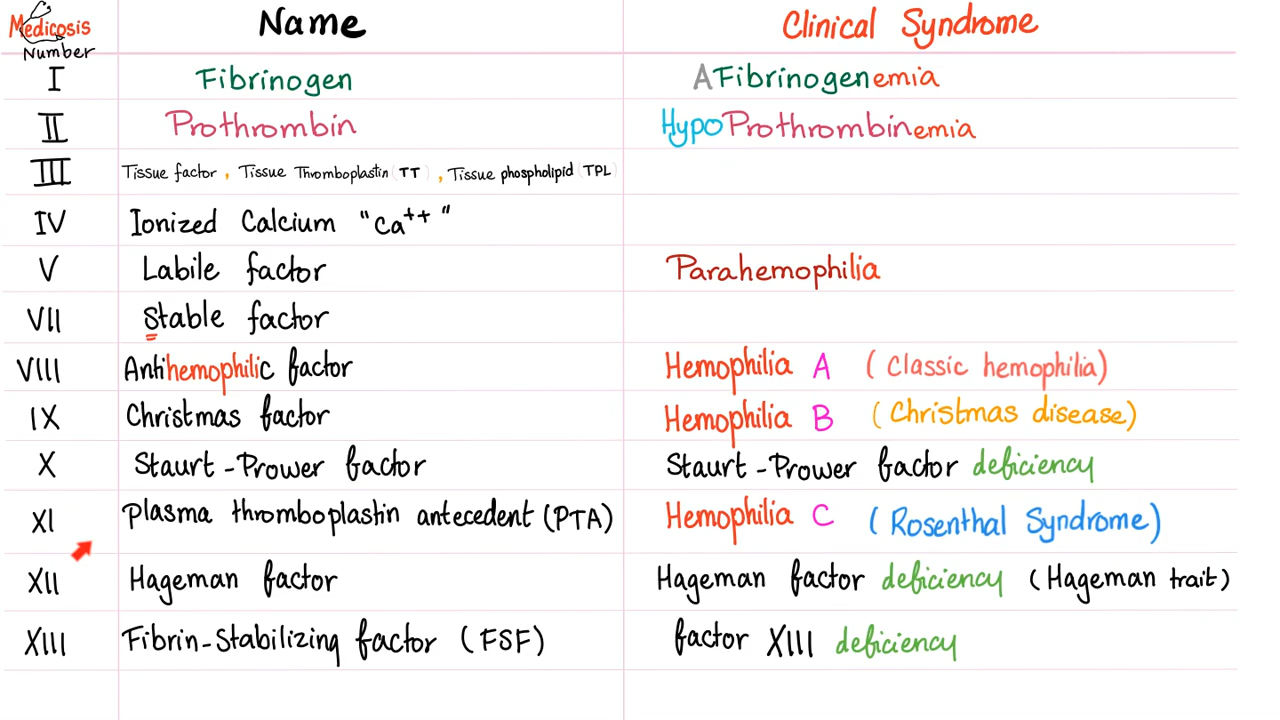 Medicosis
Number Name Clinical Syndrome
I Fibrinogen AFibrinogenemia
II Prothrombin HypoProthrombinemia
III Tissue factor, Tissue Thromboplastin (TT), Tissue phospholipid (TPL)
IV Ionized Calcium "Ca++"
V Labile factor Parahemophilia
VII Stable factor
VIII Antihemophilic factor Hemophilia A (Classic hemophilia)
IX Christmas factor Hemophilia B (Christmas disease)
X Staurt-Prower factor Staurt-Prower factor deficiency
XI Plasma thromboplastin antecedent (PTA) Hemophilia C (Rosenthal Syndrome)
XII Hageman factor Hageman factor deficiency (Hageman trait)
XIII Fibrin-Stabilizing factor (FSF) factor XIII deficiency